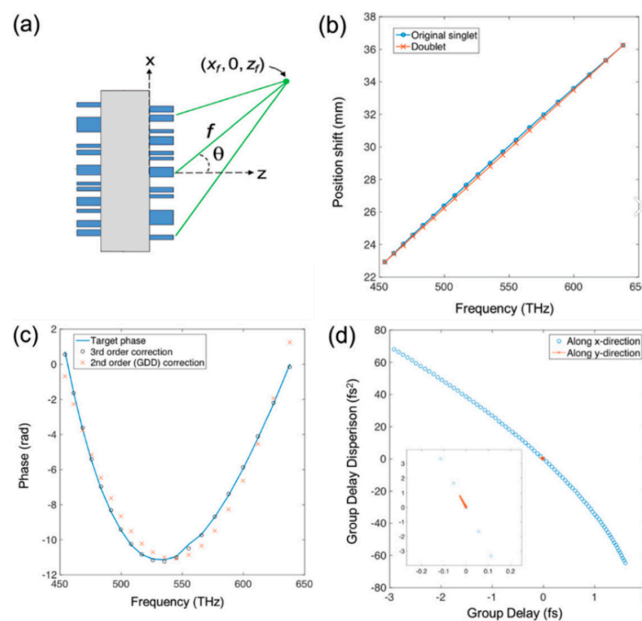 (a)
x
(x_f, 0, z_f)
f
θ
z
(b)
Original singlet
Doublet
Position shift (mm)
38
36
34
32
30
28
26
24
22
450
500
550
600
650
Frequency (THz)
(c)
Target phase
3rd order correction
2nd order (GDD) correction
Phase (rad)
2
0
-2
-4
-6
-8
-10
-12
450
500
550
600
650
Frequency (THz)
(d)
Along x-direction
Along y-direction
Group Delay Disperison (fs²)
80
60
40
20
0
-20
-40
-60
-80
3
2
1
0
-1
-2
-3
-0.2
-0.1
0
0.1
0.2
-3
-2
-1
0
1
2
Group Delay (fs)